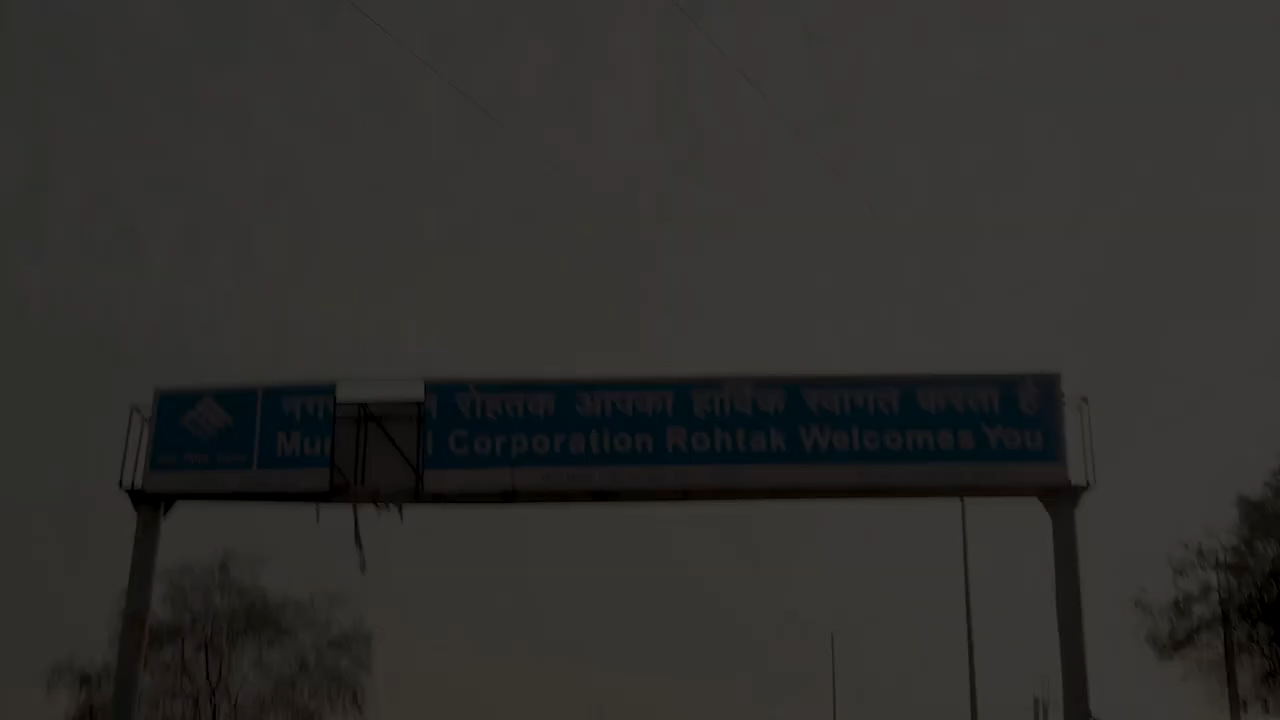 रोहतक आपका हार्दिक स्वागत करता है
Corporation Rohtak Welcomes You